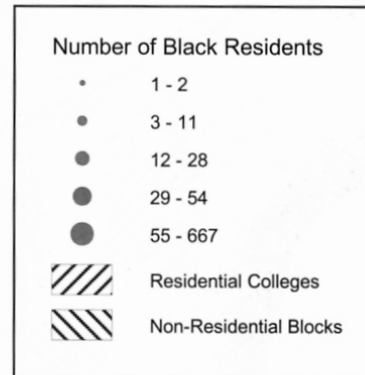 Number of Black Residents
1 - 2
3 - 11
12 - 28
29 - 54
55 - 667
Residential Colleges
Non-Residential Blocks